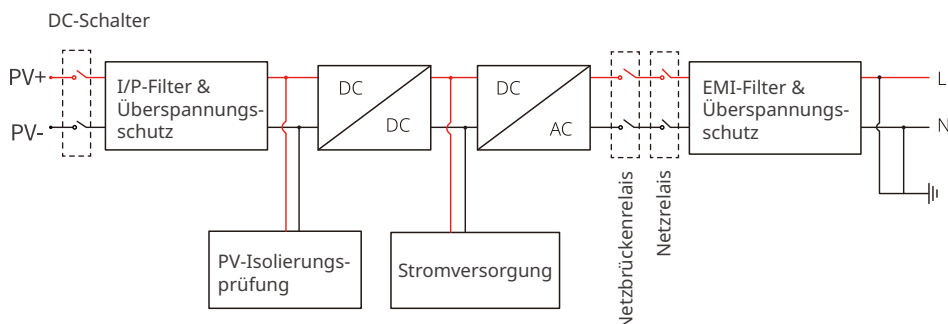 DC-Schalter
PV+
PV-
I/P-Filter &
Überspannungs-
schutz
DC
DC
DC
AC
Netzbrückenrelais
Netzrelais
EMI-Filter &
Überspannungs-
schutz
L
N
PV-Isolierungs-
prüfung
Stromversorgung